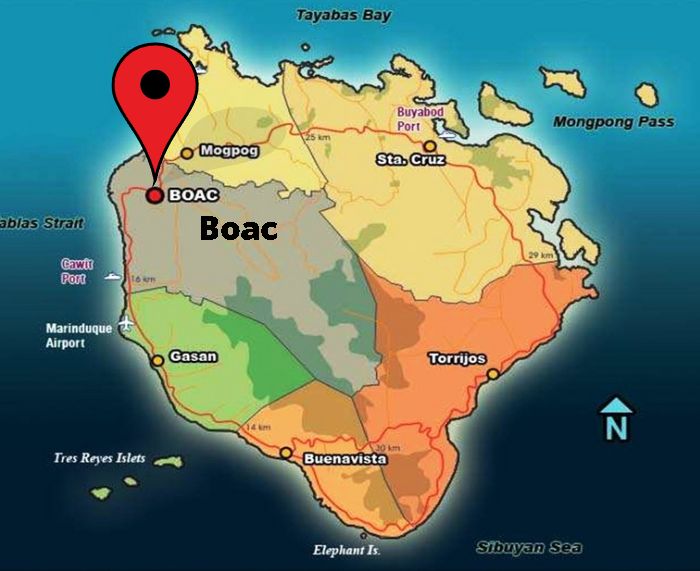 Tayabas Bay
Buyabod
Port
Mongpong Pass
25 km
Mogpog
Sta. Cruz
BOAC
Boac
ablas Strait
29 km
Gawit
Port
16 km
Marinduque
Airport
Gasan
Torrijos
N
14 km
30 km
Buenavista
Tres Reyes Islets
Elephant Is.
Sibuyan Sea